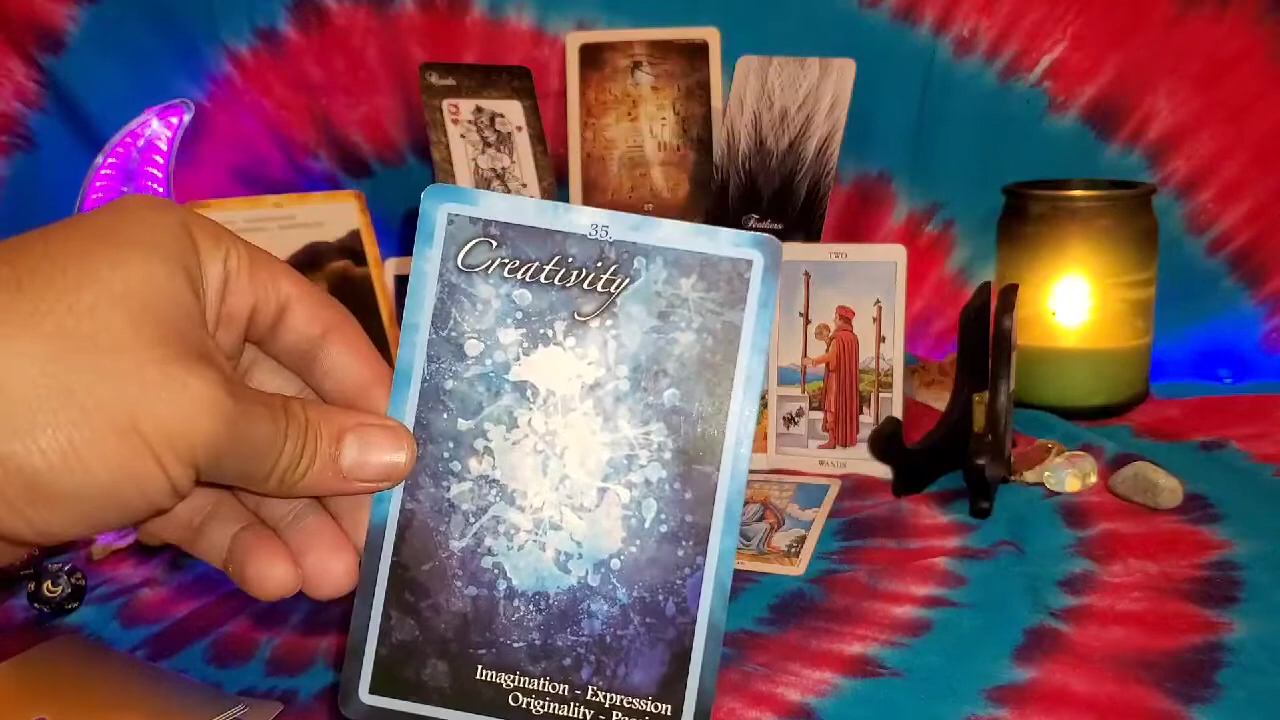 Q
Feathers
35.
Creativity
TWO
WANDS
Imagination - Expression
Originality -